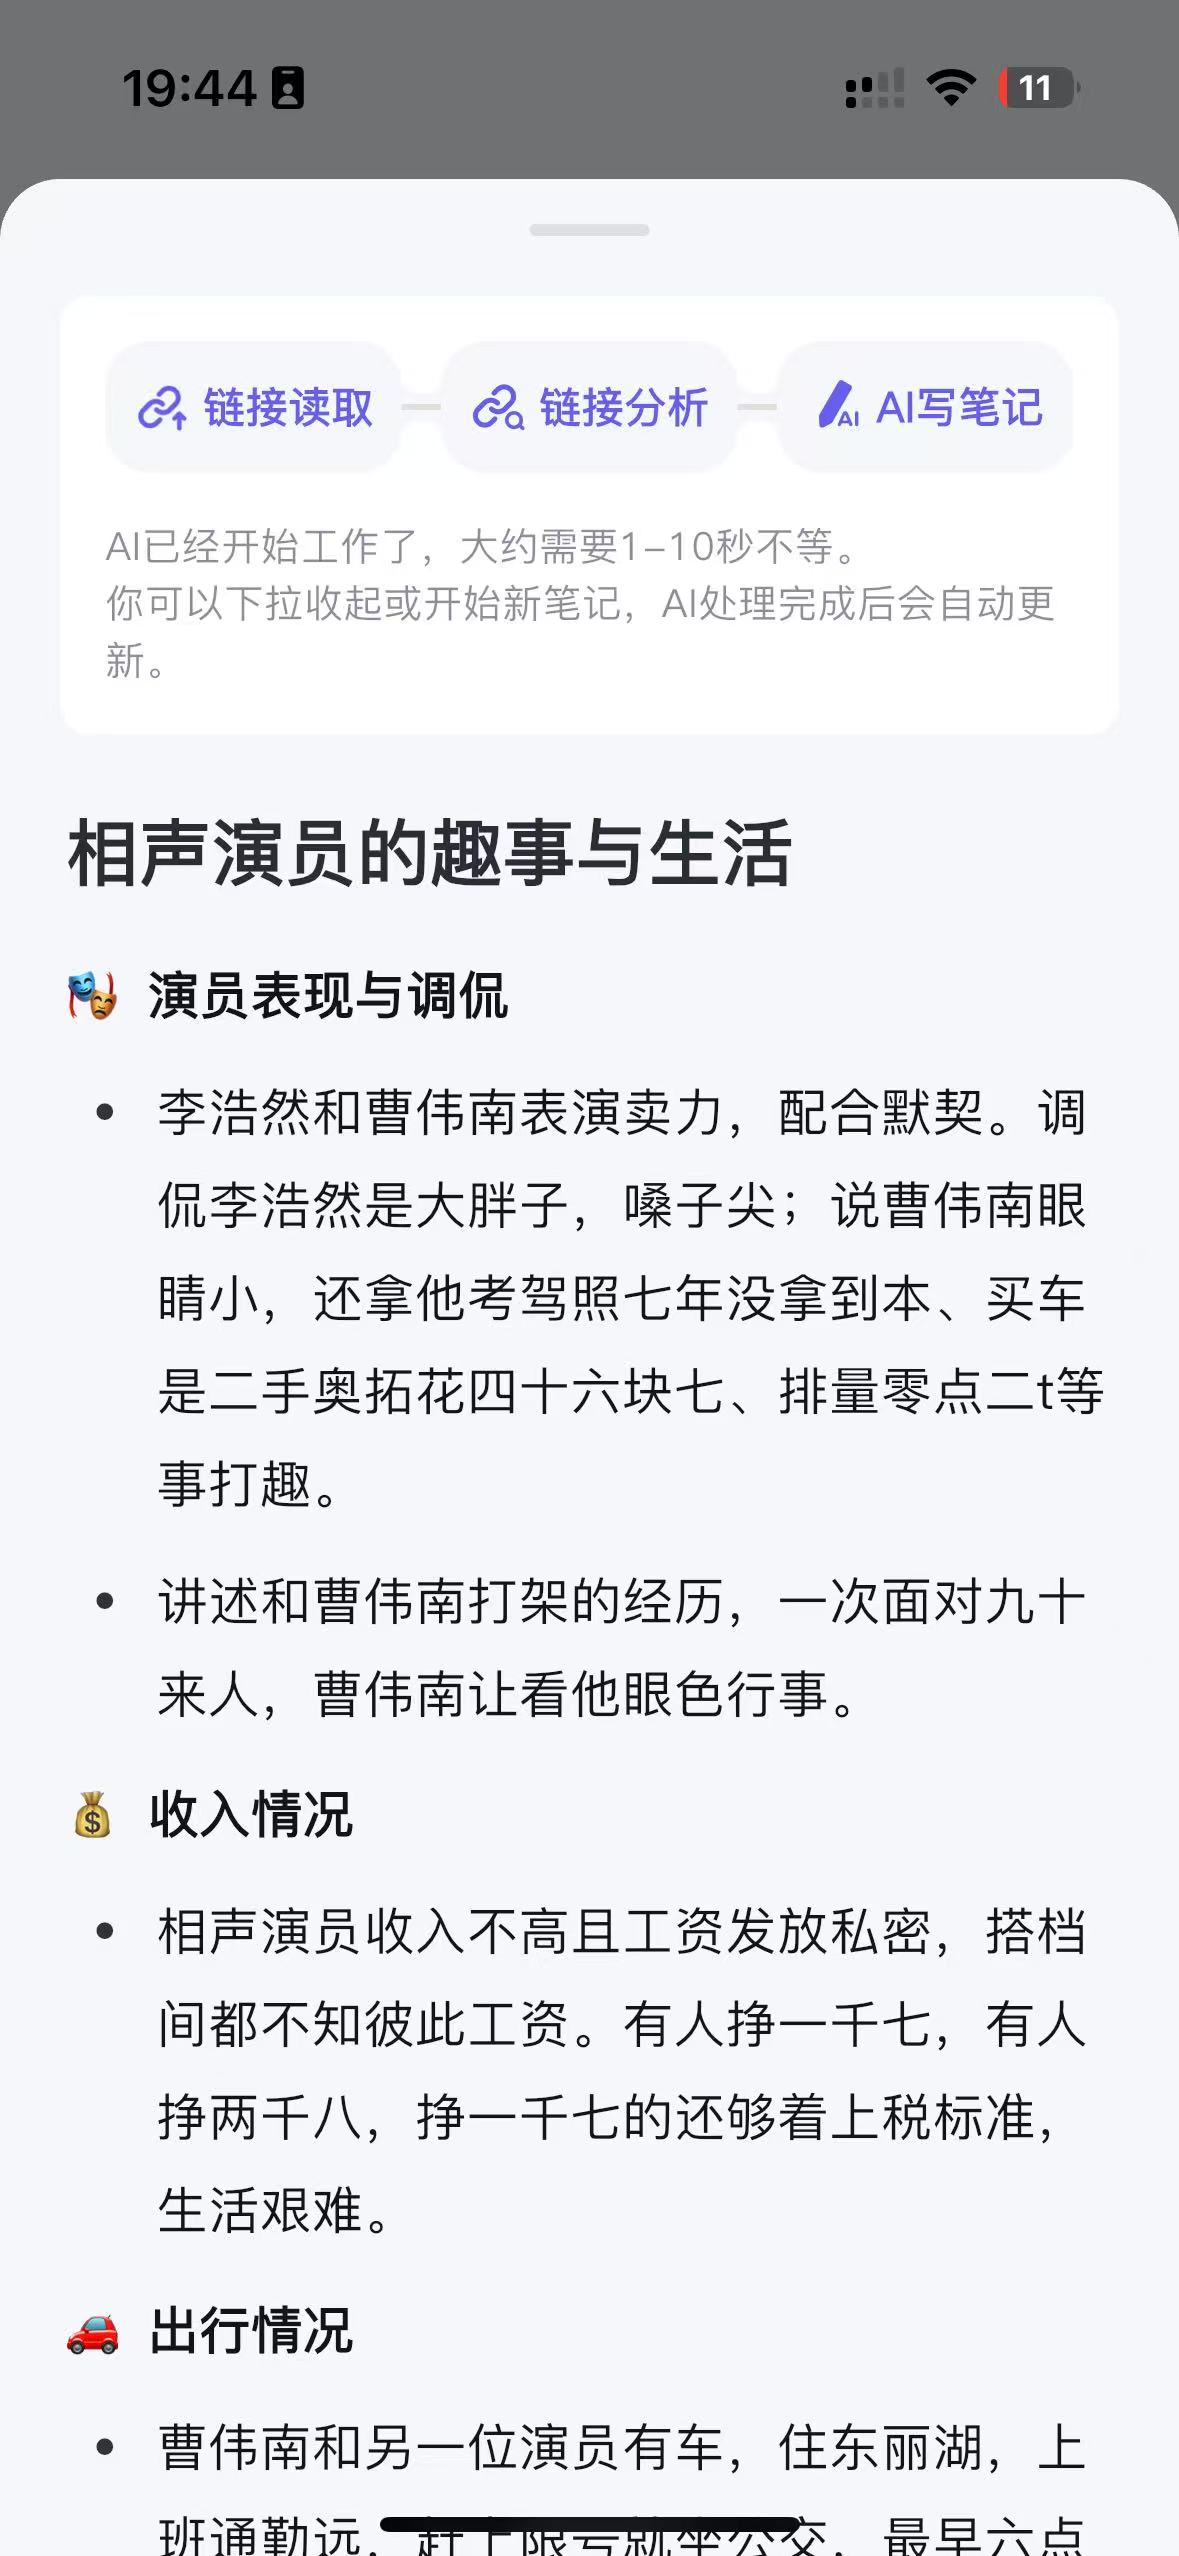 19:44
11
链接读取
链接分析
AI
AI写笔记
AI已经开始工作了，大约需要1-10秒不等。
你可以下拉收起或开始新笔记，AI处理完成后会自动更
新。
相声演员的趣事与生活
演员表现与调侃
李浩然和曹伟南表演卖力，配合默契。调
侃李浩然是大胖子，嗓子尖；说曹伟南眼
睛小，还拿他考驾照七年没拿到本、买车
是二手奥拓花四十六块七、排量零点二t等
事打趣。
讲述和曹伟南打架的经历，一次面对九十
来人，曹伟南让看他眼色行事。
收入情况
相声演员收入不高且工资发放私密，搭档
间都不知彼此工资。有人挣一千七，有人
挣两千八，挣一千七的还够着上税标准，
生活艰难。
出行情况
曹伟南和另一位演员有车，住东丽湖，上
班通勤远，赶上限号就坐公交，最早六点